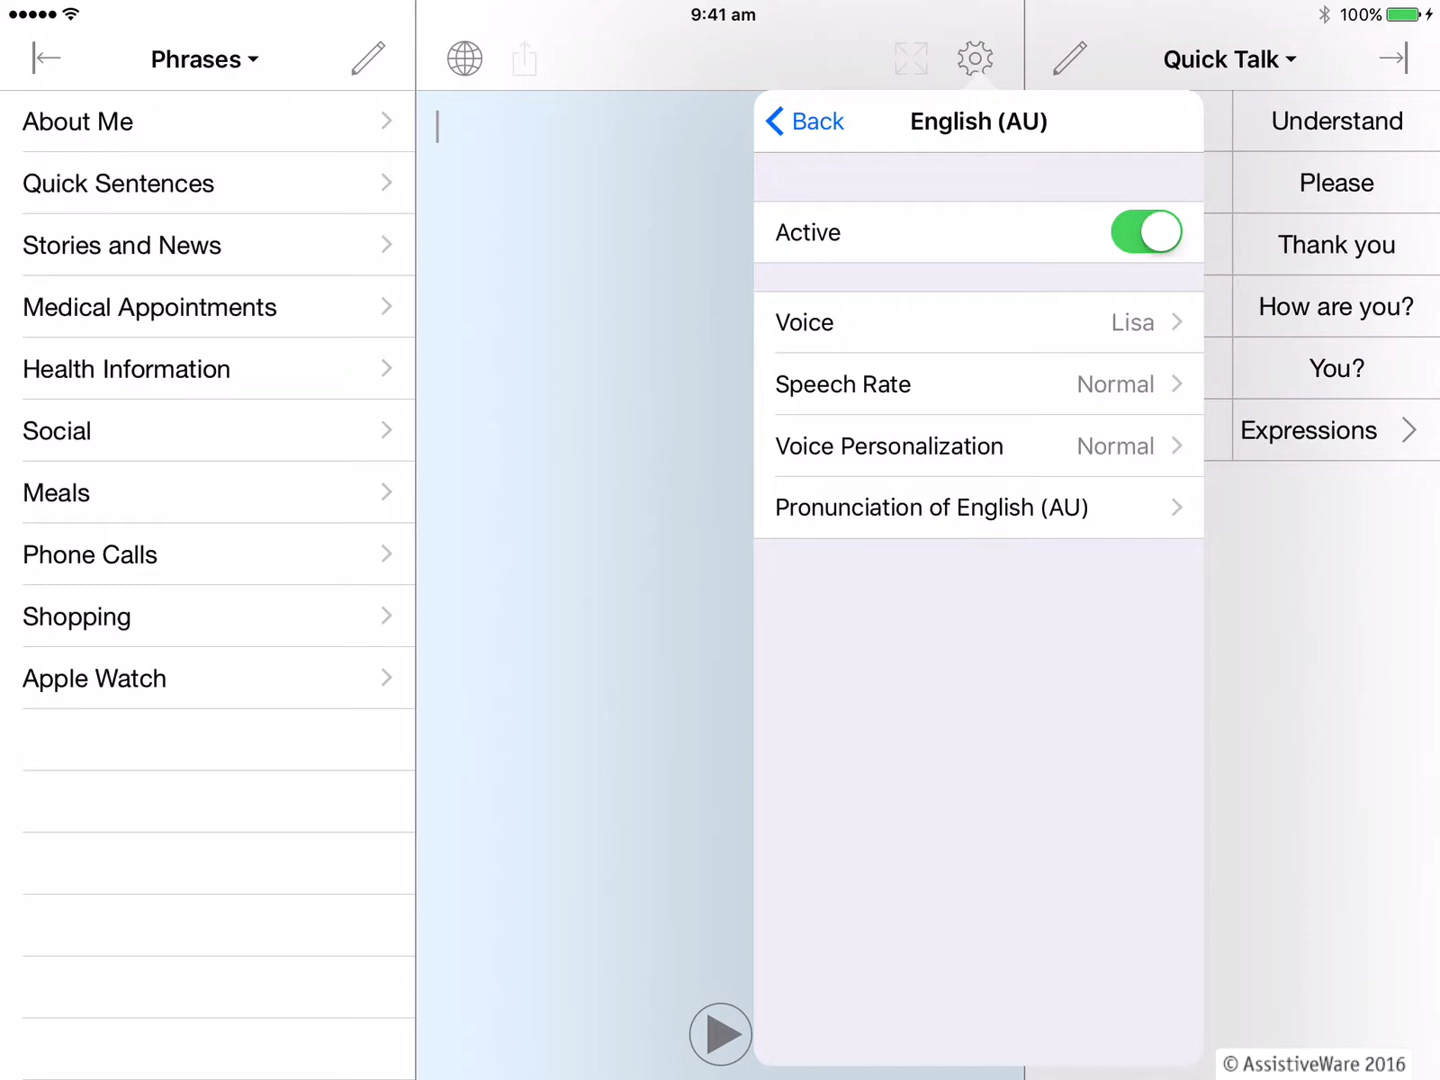 9:41 am
100%
Phrases
About Me
Quick Sentences
Stories and News
Medical Appointments
Health Information
Social
Meals
Phone Calls
Shopping
Apple Watch
Back
English (AU)
Active
Voice Lisa
Speech Rate Normal
Voice Personalization Normal
Pronunciation of English (AU)
Quick Talk
Understand
Please
Thank you
How are you?
You?
Expressions
© AssistiveWare 2016